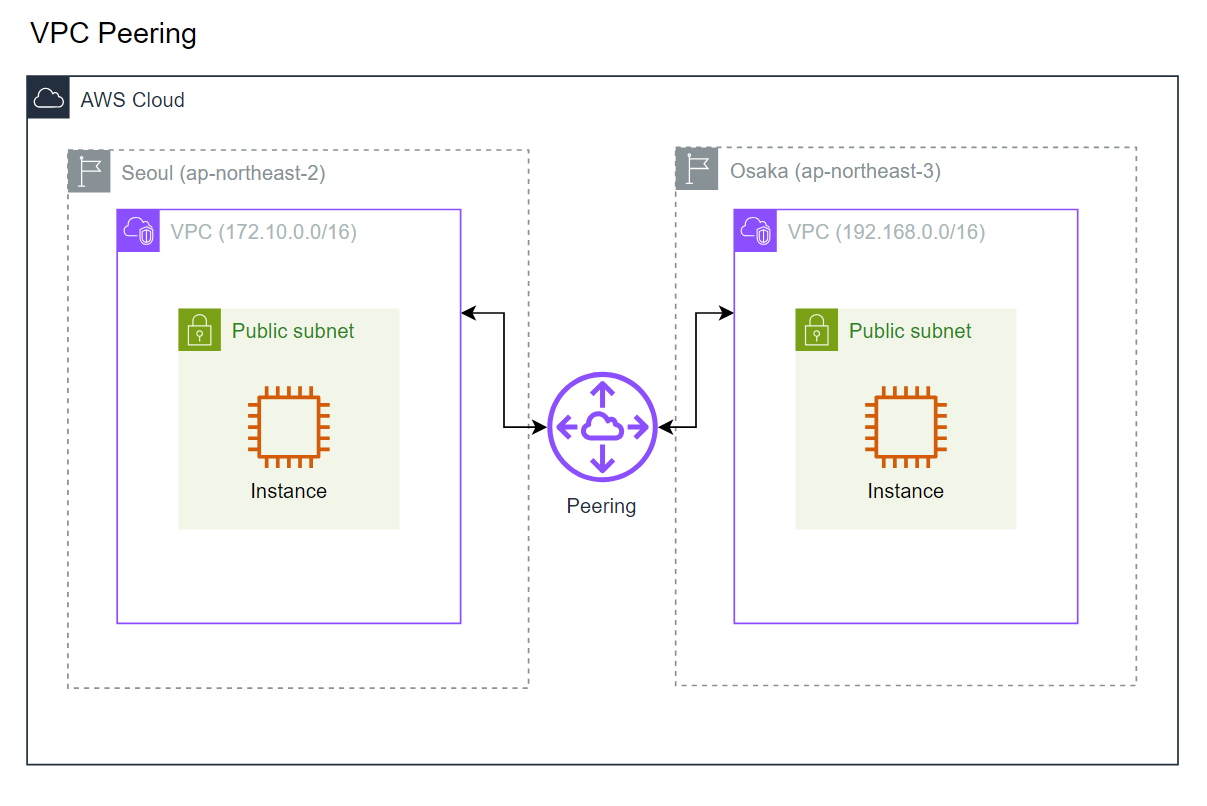 VPC Peering
AWS Cloud
Seoul (ap-northeast-2)
Osaka (ap-northeast-3)
VPC (172.10.0.0/16)
VPC (192.168.0.0/16)
Public subnet
Public subnet
Instance
Instance
Peering